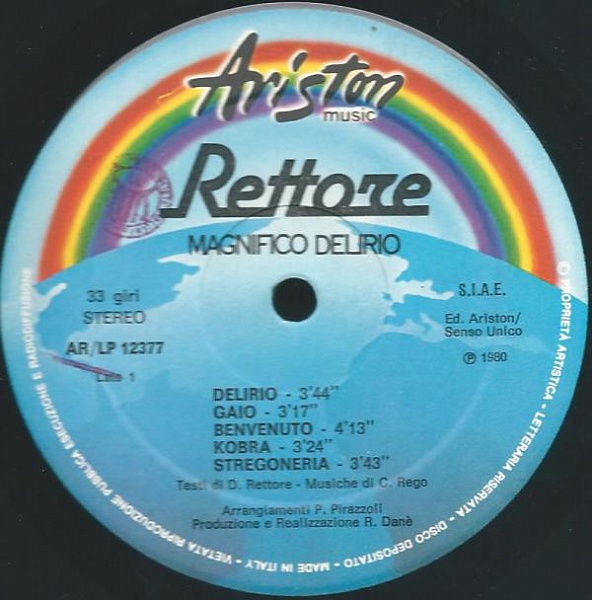 Ariston
music
Rettore
MAGNIFICO DELIRIO
33 giri
STEREO
AR/LP 12377
Lato 1
S.I.A.E.
Ed. Ariston/
Senso Unico
℗ 1980
DELIRIO - 3'44"
GAIO - 3'17"
BENVENUTO - 4'13"
KOBRA - 3'24"
STREGONERIA - 3'43"
Testi di D. Rettore - Musiche di C. Rego
Arrangiamenti P. Pirazzoli
Produzione e Realizzazione R. Danè
© PROPRIETÀ ARTISTICA - LETTERARIA RISERVATA - DISCO DEPOSITATO - MADE IN ITALY - VIETATA RIPRODUZIONE PUBBLICA ESECUZIONE E RADIODIFFUSIONE